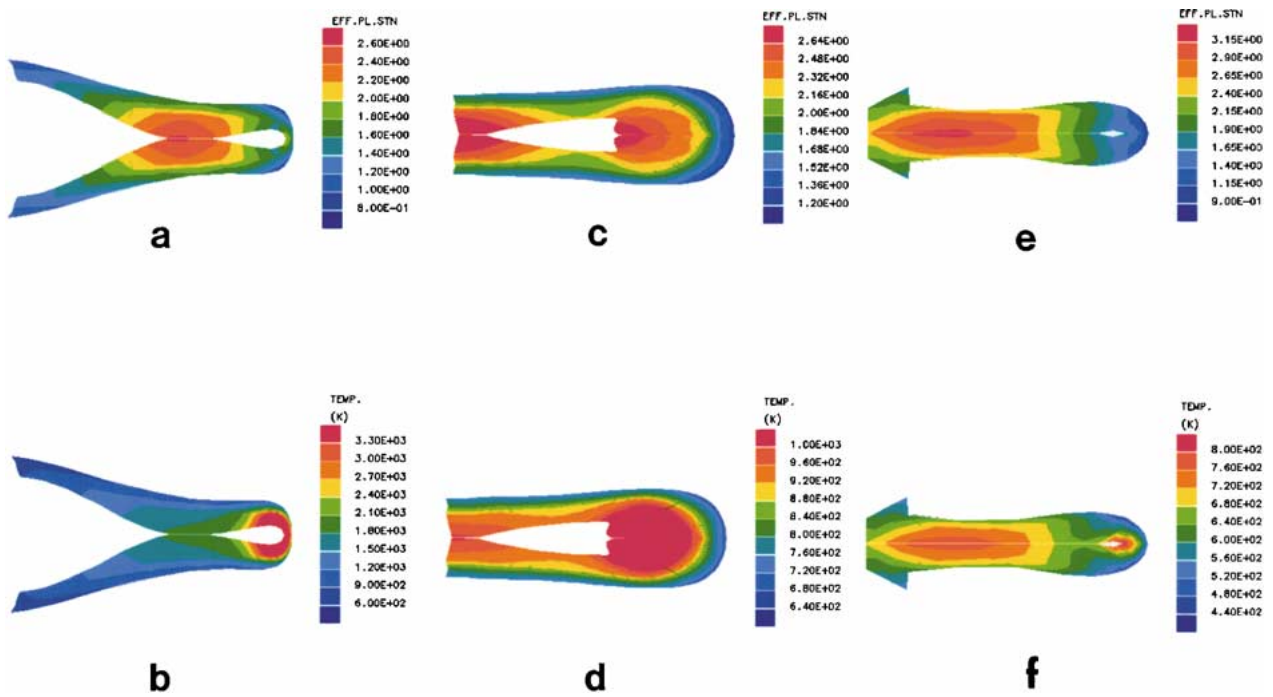 EFF.PL.STN
2.60E+00
2.40E+00
2.20E+00
2.00E+00
1.80E+00
1.60E+00
1.40E+00
1.20E+00
1.00E+00
8.00E-01
a
EFF.PL.STN
2.64E+00
2.48E+00
2.32E+00
2.16E+00
2.00E+00
1.84E+00
1.68E+00
1.52E+00
1.36E+00
1.20E+00
c
EFF.PL.STN
3.15E+00
2.90E+00
2.65E+00
2.40E+00
2.15E+00
1.90E+00
1.65E+00
1.40E+00
1.15E+00
9.00E-01
e
TEMP.
(K)
3.30E+03
3.00E+03
2.70E+03
2.40E+03
2.10E+03
1.80E+03
1.50E+03
1.20E+03
9.00E+02
6.00E+02
b
TEMP.
(K)
1.00E+03
9.60E+02
9.20E+02
8.80E+02
8.40E+02
8.00E+02
7.60E+02
7.20E+02
6.80E+02
6.40E+02
d
TEMP.
(K)
8.00E+02
7.60E+02
7.20E+02
6.80E+02
6.40E+02
6.00E+02
5.60E+02
5.20E+02
4.80E+02
4.40E+02
f